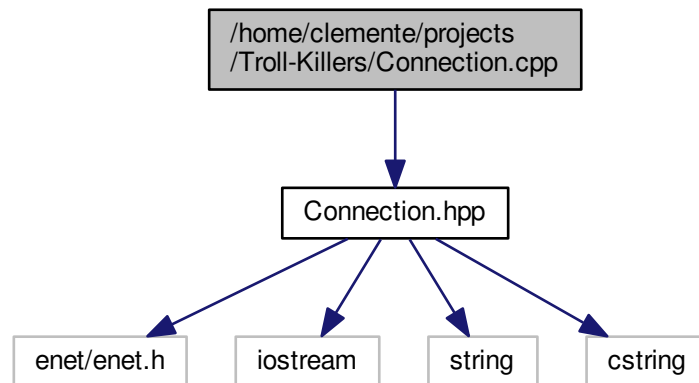 /home/clemente/projects
/Troll-Killers/Connection.cpp
Connection.hpp
enet/enet.h
iostream
string
cstring